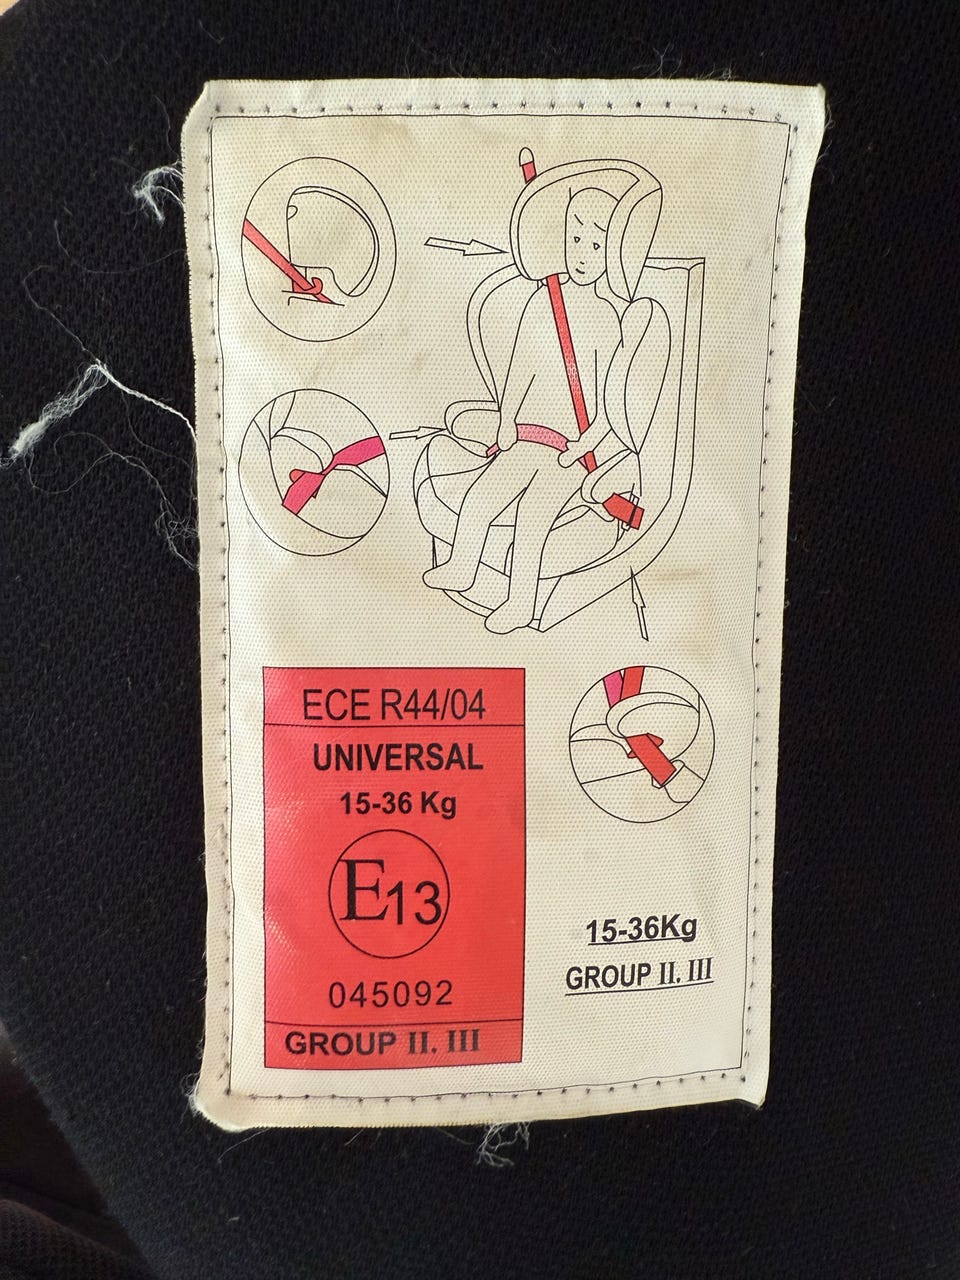 ECE R44/04
UNIVERSAL
15-36 Kg
E13
045092
GROUP II. III
15-36Kg
GROUP II. III